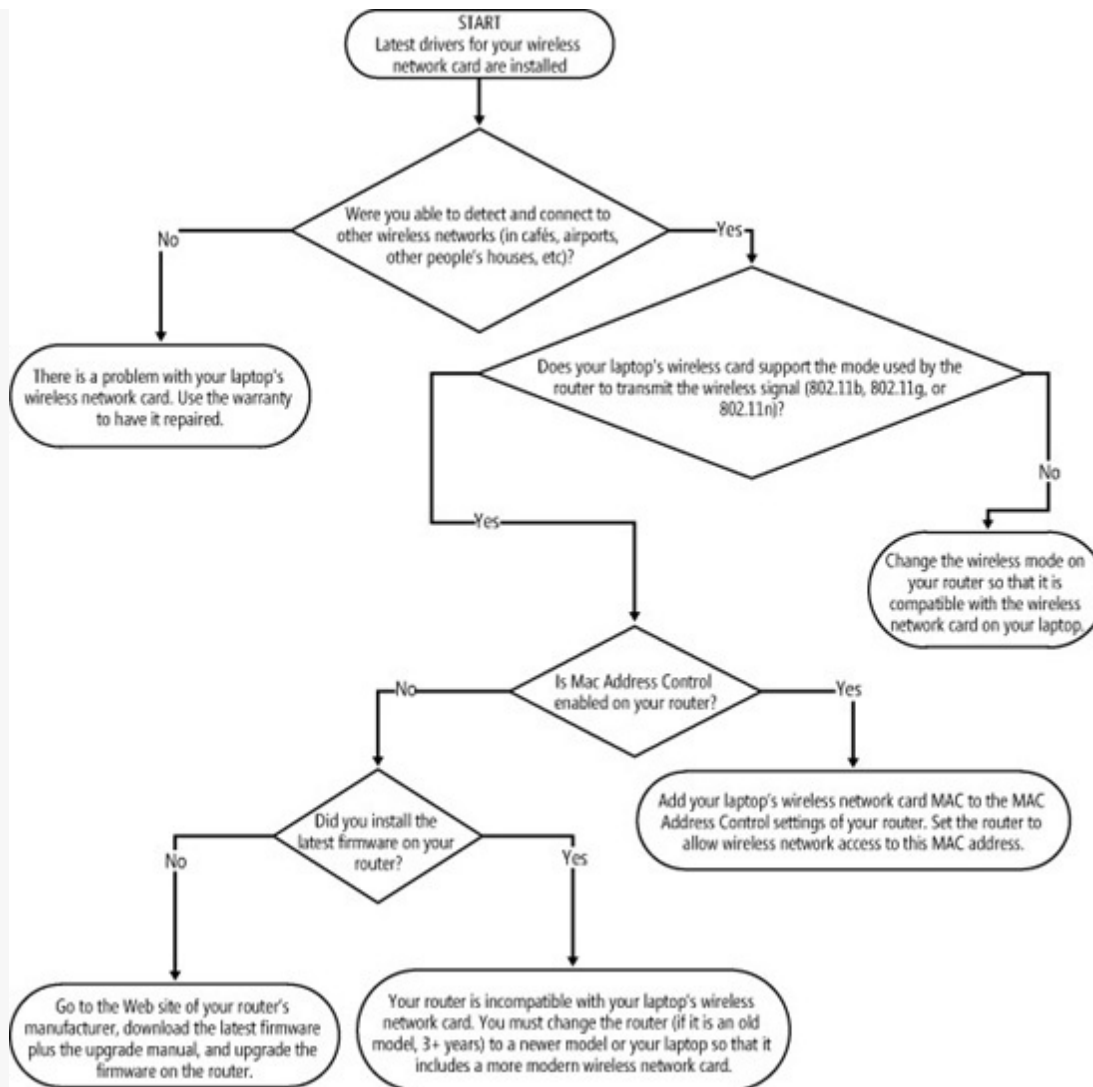 START
Latest drivers for your wireless
network card are installed
Were you able to detect and connect to
other wireless networks (in cafés, airports,
other people's houses, etc)?
No
Yes
There is a problem with your laptop's
wireless network card. Use the warranty
to have it repaired.
Does your laptop's wireless card support the mode used by the
router to transmit the wireless signal (802.11b, 802.11g, or
802.11n)?
No
Yes
Change the wireless mode on
your router so that it is
compatible with the wireless
network card on your laptop.
Is Mac Address Control
enabled on your router?
No
Yes
Add your laptop's wireless network card MAC to the MAC
Address Control settings of your router. Set the router to
allow wireless network access to this MAC address.
Did you install the
latest firmware on your
router?
No
Yes
Go to the Web site of your router's
manufacturer, download the latest firmware
plus the upgrade manual, and upgrade the
firmware on the router.
Your router is incompatible with your laptop's wireless
network card. You must change the router (if it is an old
model, 3+ years) to a newer model or your laptop so that it
includes a more modern wireless network card.